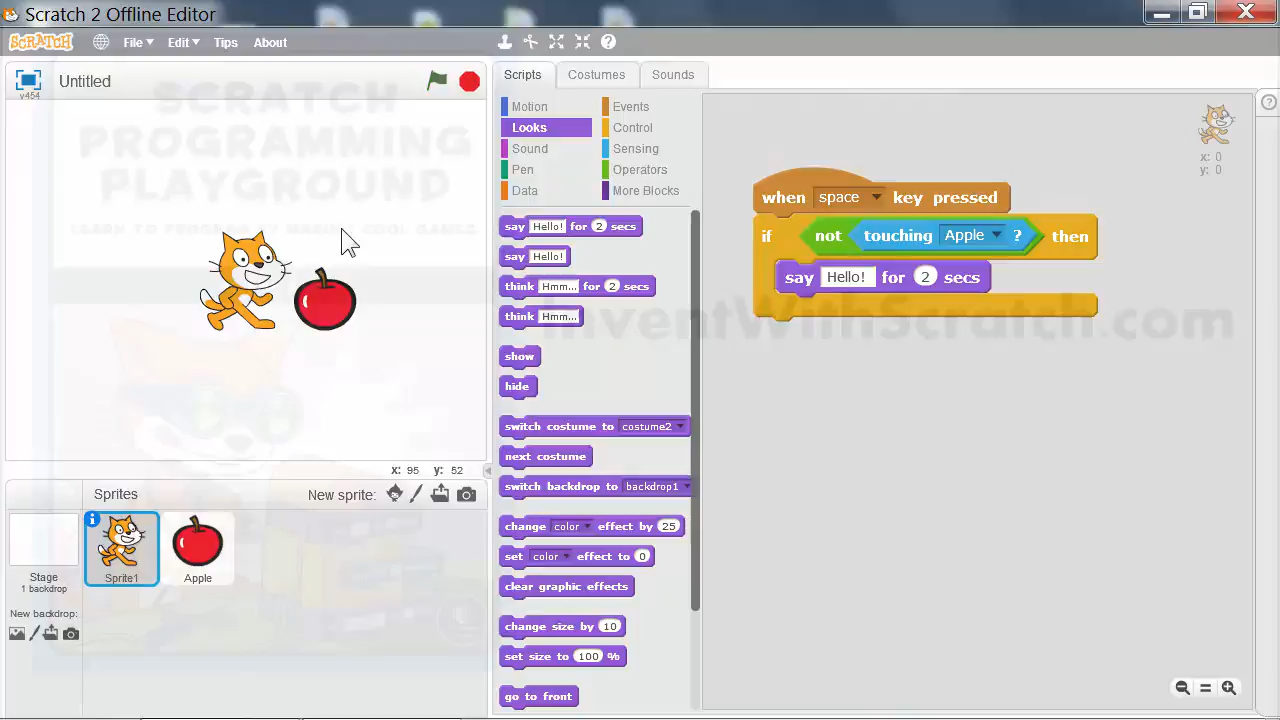 Scratch 2 Offline Editor
SCRATCH File Edit Tips About
v454 Untitled
SCRATCH
PROGRAMMING
PLAYGROUND
LEARN TO PROGRAM BY MAKING COOL GAMES
x: 95 y: 52
Sprites New sprite:
Stage
1 backdrop
New backdrop:
Sprite1
Apple
Scripts Costumes Sounds
Motion Events
Looks Control
Sound Sensing
Pen Operators
Data More Blocks
say Hello! for 2 secs
say Hello!
think Hmm... for 2 secs
think Hmm...
show
hide
switch costume to costume2
next costume
switch backdrop to backdrop1
change color effect by 25
set color effect to 0
clear graphic effects
change size by 10
set size to 100 %
go to front
x: 0
y: 0
when space key pressed
if not touching Apple ? then
say Hello! for 2 secs
InventWithScratch.com